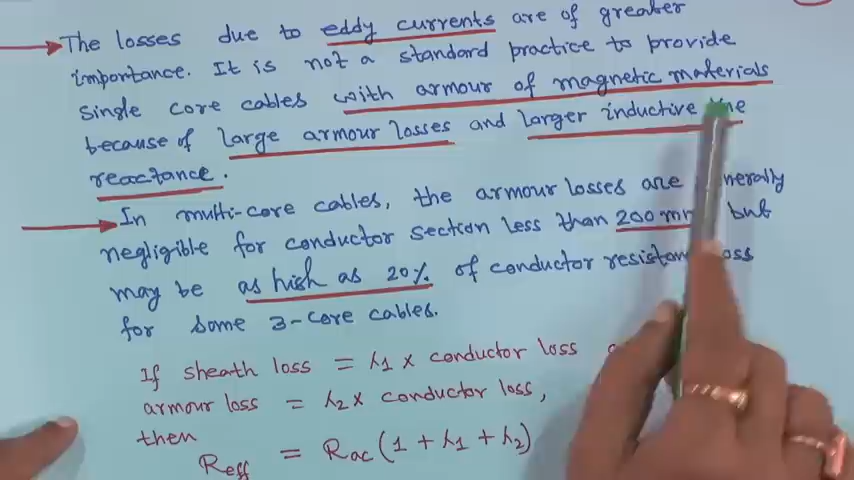 The losses due to eddy currents are of greater
importance. It is not a standard practice to provide
single core cables with armour of magnetic materials
because of large armour losses and larger inductive
reactance.
In multi-core cables, the armour losses are
negligible for conductor section less than 200 but
may be as high as 20% of conductor
for some 3-core cables.
If sheath loss = λ1 x conductor loss
armour loss = λ2 x conductor loss,
then
Reff = Rac (1 + λ1 + λ2)